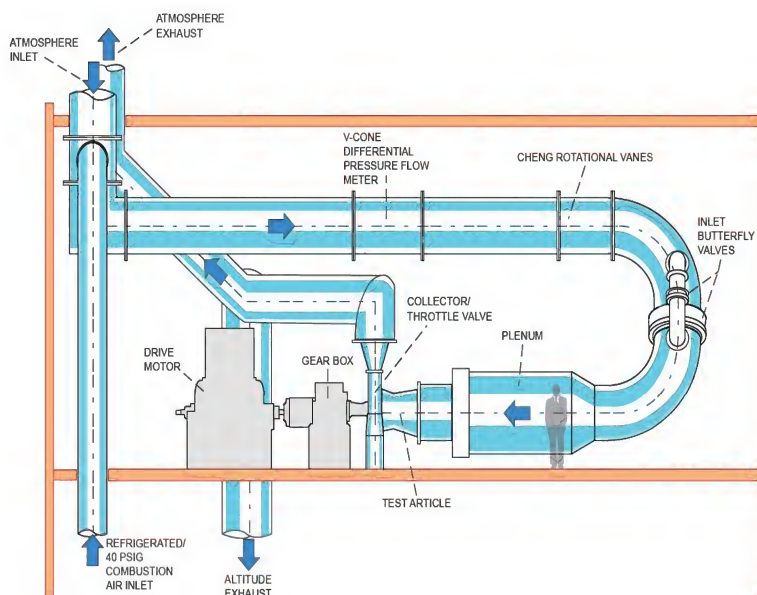 ATMOSPHERE
EXHAUST
ATMOSPHERE
INLET
V-CONE
DIFFERENTIAL
PRESSURE FLOW
METER
CHENG ROTATIONAL VANES
INLET
BUTTERFLY
VALVES
COLLECTOR/
THROTTLE VALVE
DRIVE
MOTOR
GEAR BOX
PLENUM
TEST ARTICLE
REFRIGERATED/
40 PSIG
COMBUSTION
AIR INLET
ALTITUDE
EXHAUST